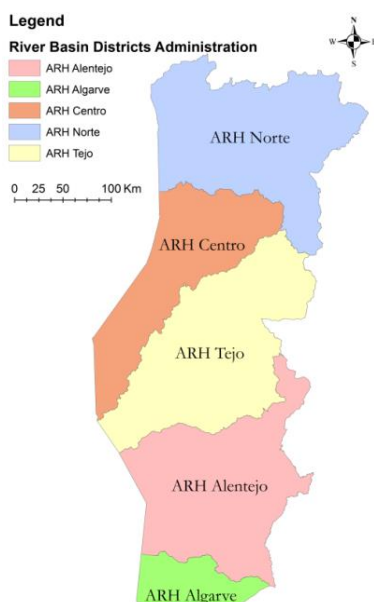 Legend
River Basin Districts Administration
ARH Alentejo
ARH Algarve
ARH Centro
ARH Norte
ARH Tejo
0 25 50 100 Km
N
W E
S
ARH Norte
ARH Centro
ARH Tejo
ARH Alentejo
ARH Algarve